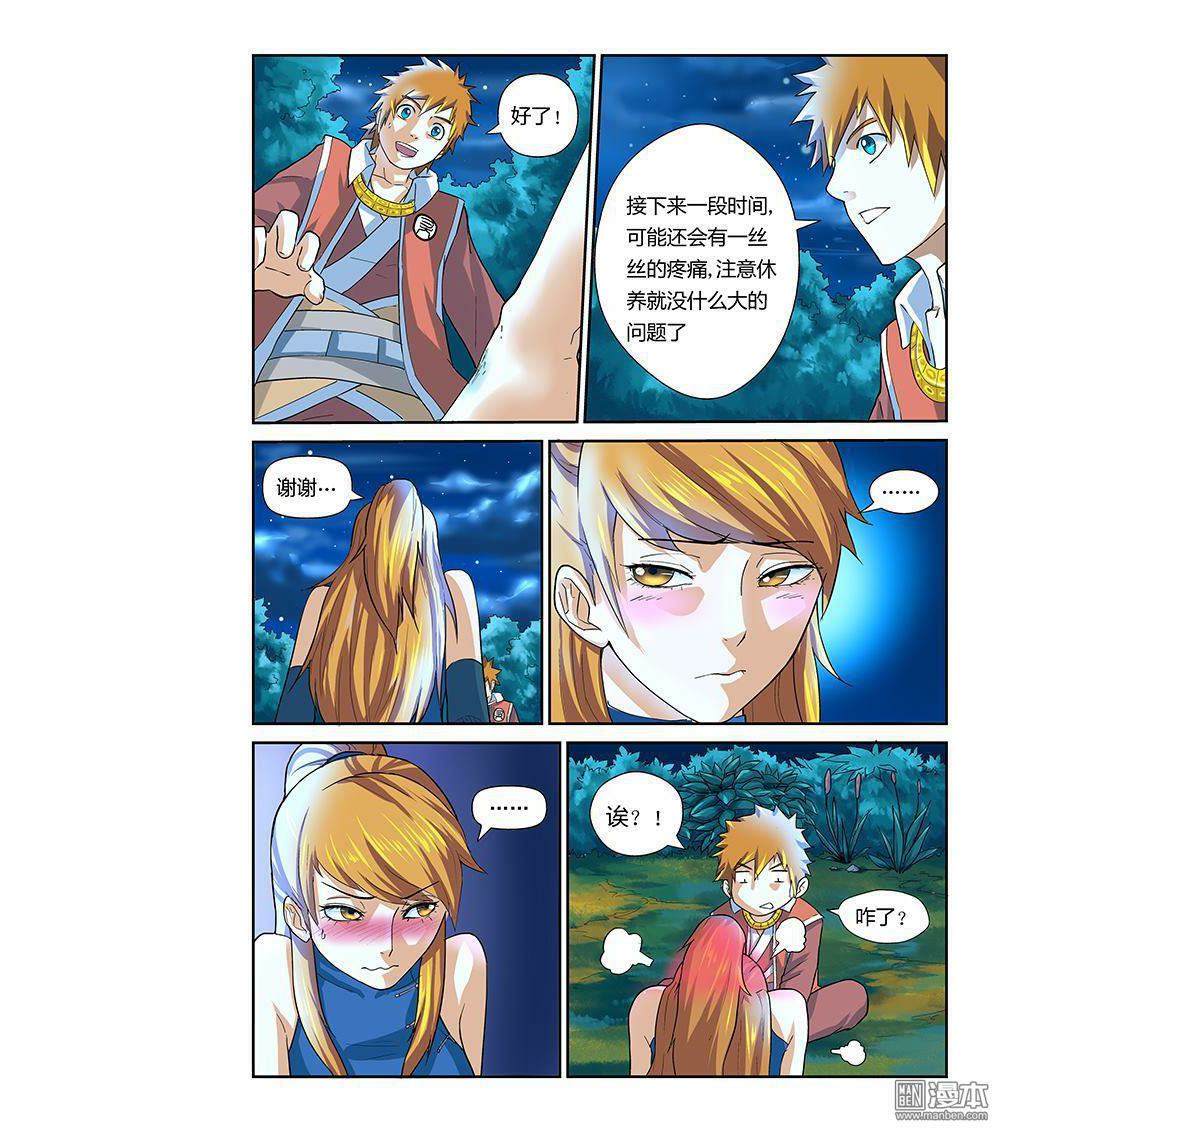 好了!
接下来一段时间,
可能还会有一丝
丝的疼痛,注意休
养就没什么大的
问题了
谢谢…
……
……
诶?!
咋了?
MAN
BEN
漫本
www.manben.com